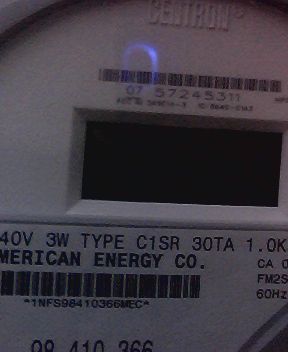 CENTRON®
07 57245311
40V 3W TYPE C1SR 30TA 1.0K
MERICAN ENERGY CO.
CA 0
FM2S
60Hz
*1NFS98410366MEC*
98 410 366